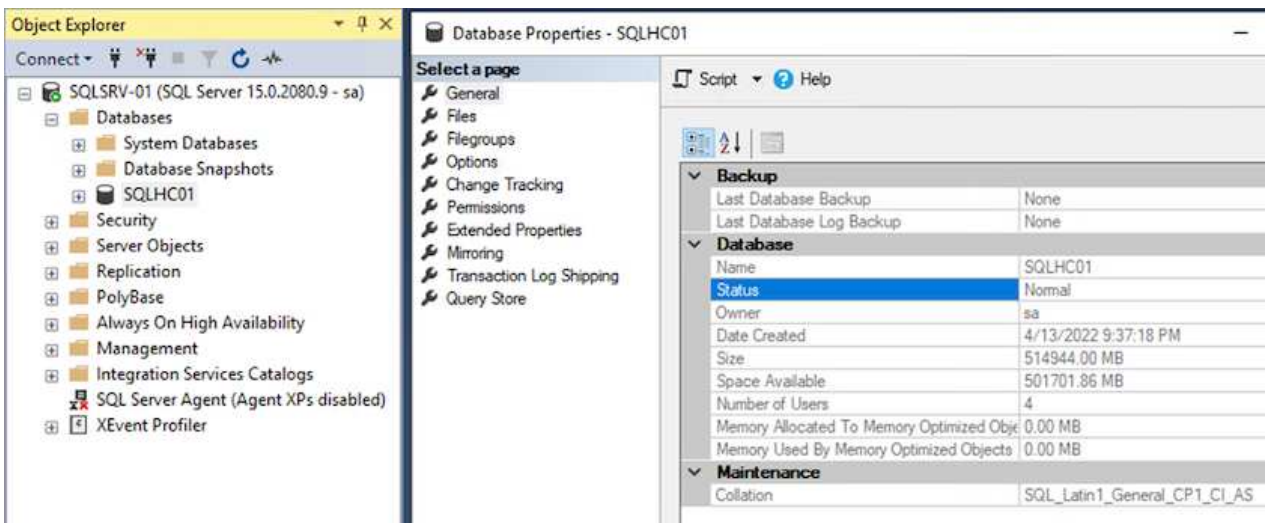 Object Explorer
Connect
SQLSRV-01 (SQL Server 15.0.2080.9 - sa)
Databases
System Databases
Database Snapshots
SQLHC01
Security
Server Objects
Replication
PolyBase
Always On High Availability
Management
Integration Services Catalogs
SQL Server Agent (Agent XPs disabled)
XEvent Profiler
Database Properties - SQLHC01
Select a page
General
Files
Filegroups
Options
Change Tracking
Permissions
Extended Properties
Mirroring
Transaction Log Shipping
Query Store
Script Help
Backup
Last Database Backup None
Last Database Log Backup None
Database
Name SQLHC01
Status Normal
Owner sa
Date Created 4/13/2022 9:37:18 PM
Size 514944.00 MB
Space Available 501701.86 MB
Number of Users 4
Memory Allocated To Memory Optimized Obje 0.00 MB
Memory Used By Memory Optimized Objects 0.00 MB
Maintenance
Collation SQL_Latin1_General_CP1_CI_AS